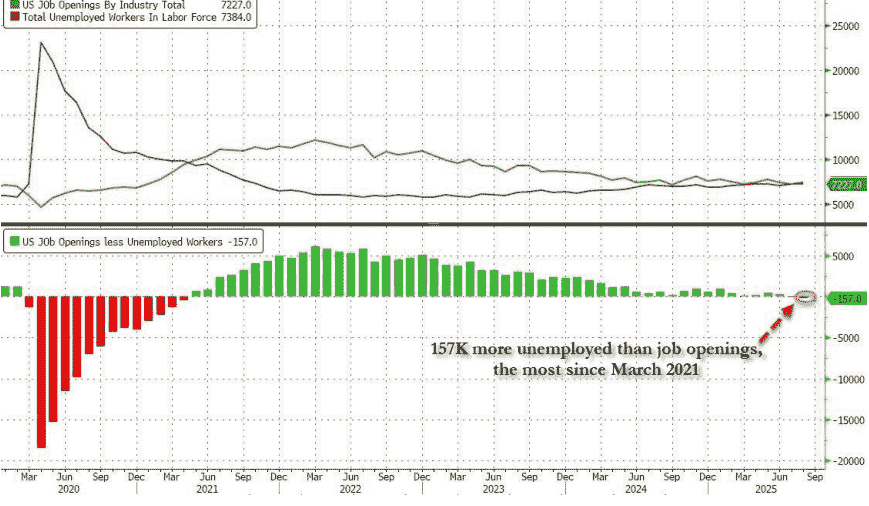 US Job Openings By Industry Total 7227.0
Total Unemployed Workers In Labor Force 7384.0
25000
20000
15000
10000
7227.0
5000
US Job Openings less Unemployed Workers -157.0
5000
-157.0
-5000
-10000
-15000
-20000
157K more unemployed than job openings,
the most since March 2021
Mar Jun Sep Dec Mar Jun Sep Dec Mar Jun Sep Dec Mar Jun Sep Dec Mar Jun Sep Dec Mar Jun Sep
2020 2021 2022 2023 2024 2025